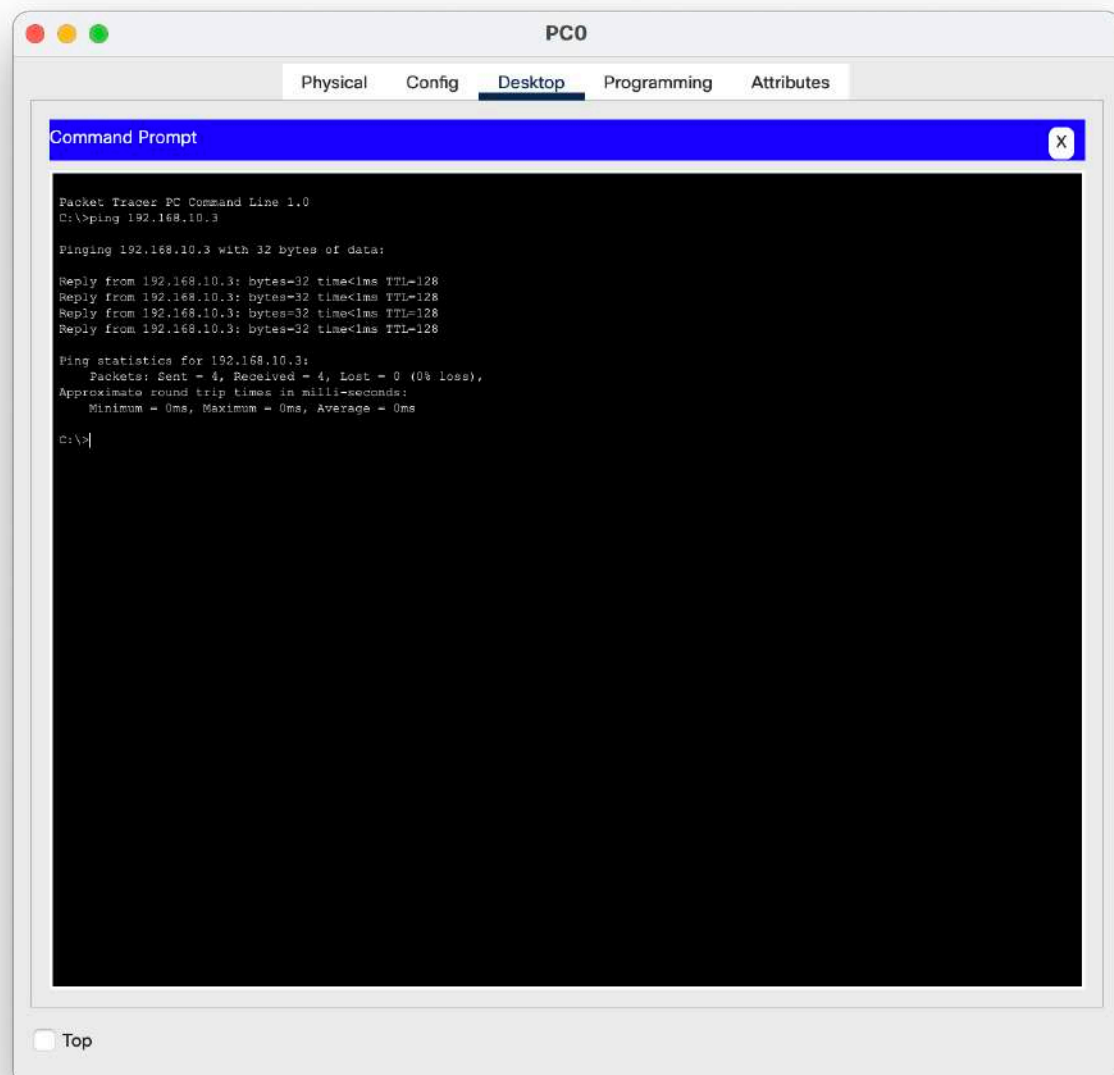 PC0
Physical Config Desktop Programming Attributes
Command Prompt
X
Packet Tracer PC Command Line 1.0
C:\>ping 192.168.10.3
Pinging 192.168.10.3 with 32 bytes of data:
Reply from 192.168.10.3: bytes=32 time<1ms TTL=128
Reply from 192.168.10.3: bytes=32 time<1ms TTL=128
Reply from 192.168.10.3: bytes=32 time<1ms TTL=128
Reply from 192.168.10.3: bytes=32 time<1ms TTL=128
Ping statistics for 192.168.10.3:
Packets: Sent = 4, Received = 4, Lost = 0 (0% loss),
Approximate round trip times in milli-seconds:
Minimum = 0ms, Maximum = 0ms, Average = 0ms
C:\>
Top